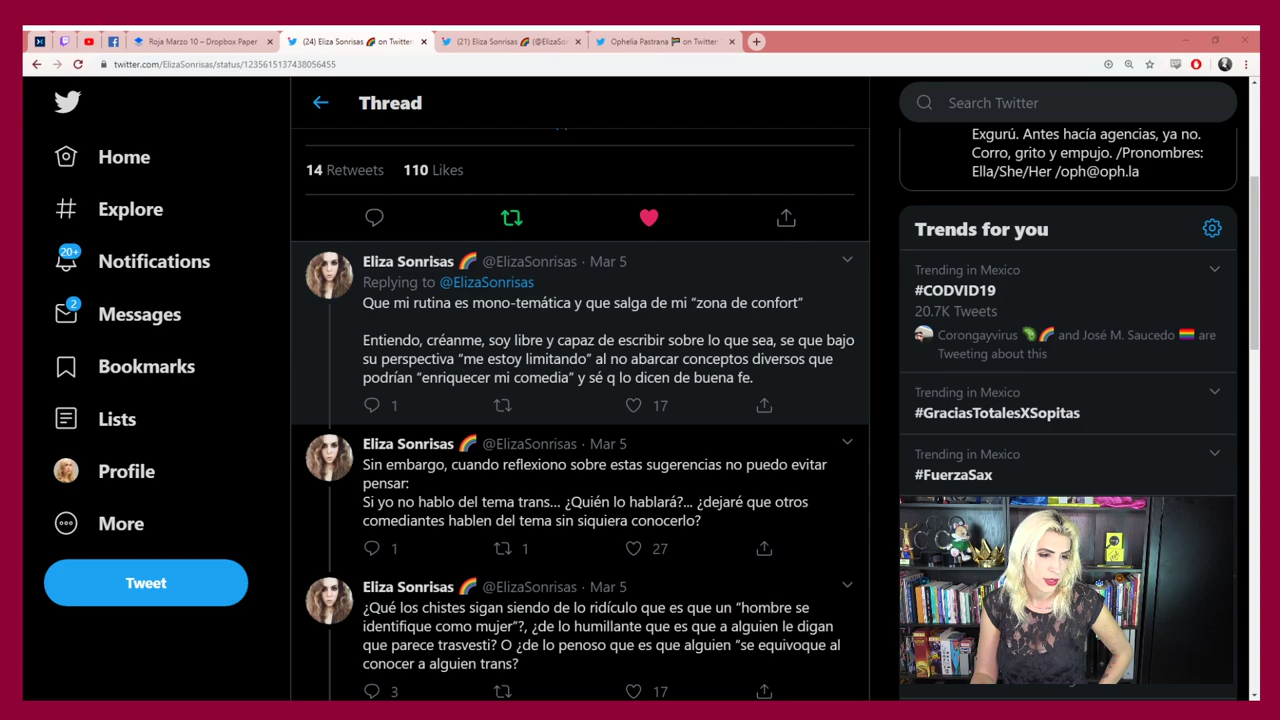 Roja Marzo 10 – Dropbox Paper
(24) Eliza Sonrisas 🌈 on Twitter
(21) Eliza Sonrisas 🌈 (@ElizaSon
Ophelia Pastrana 🏴 on Twitter
twitter.com/ElizaSonrisas/status/1235615137438056455
Home
Explore
20+
Notifications
2
Messages
Bookmarks
Lists
Profile
More
Tweet
Thread
14 Retweets 110 Likes
Eliza Sonrisas 🌈 @ElizaSonrisas · Mar 5
Replying to @ElizaSonrisas
Que mi rutina es mono-temática y que salga de mi “zona de confort”
Entiendo, créanme, soy libre y capaz de escribir sobre lo que sea, se que bajo
su perspectiva “me estoy limitando” al no abarcar conceptos diversos que
podrían “enriquecer mi comedia” y sé q lo dicen de buena fe.
1 17
Eliza Sonrisas 🌈 @ElizaSonrisas · Mar 5
Sin embargo, cuando reflexiono sobre estas sugerencias no puedo evitar
pensar:
Si yo no hablo del tema trans... ¿Quién lo hablará?... ¿dejaré que otros
comediantes hablen del tema sin siquiera conocerlo?
1 1 27
Eliza Sonrisas 🌈 @ElizaSonrisas · Mar 5
¿Qué los chistes sigan siendo de lo ridículo que es que un “hombre se
identifique como mujer”?, ¿de lo humillante que es que a alguien le digan
que parece trasvesti? O ¿de lo penoso que es que alguien “se equivoque al
conocer a alguien trans?
3 17
Search Twitter
Exgurú. Antes hacía agencias, ya no.
Corro, grito y empujo. /Pronombres:
Ella/She/Her /oph@oph.la
Trends for you
Trending in Mexico
#CODVID19
20.7K Tweets
Corongayvirus 🦠🌈 and José M. Saucedo 🏳️‍🌈 are
Tweeting about this
Trending in Mexico
#GraciasTotalesXSopitas
Trending in Mexico
#FuerzaSax